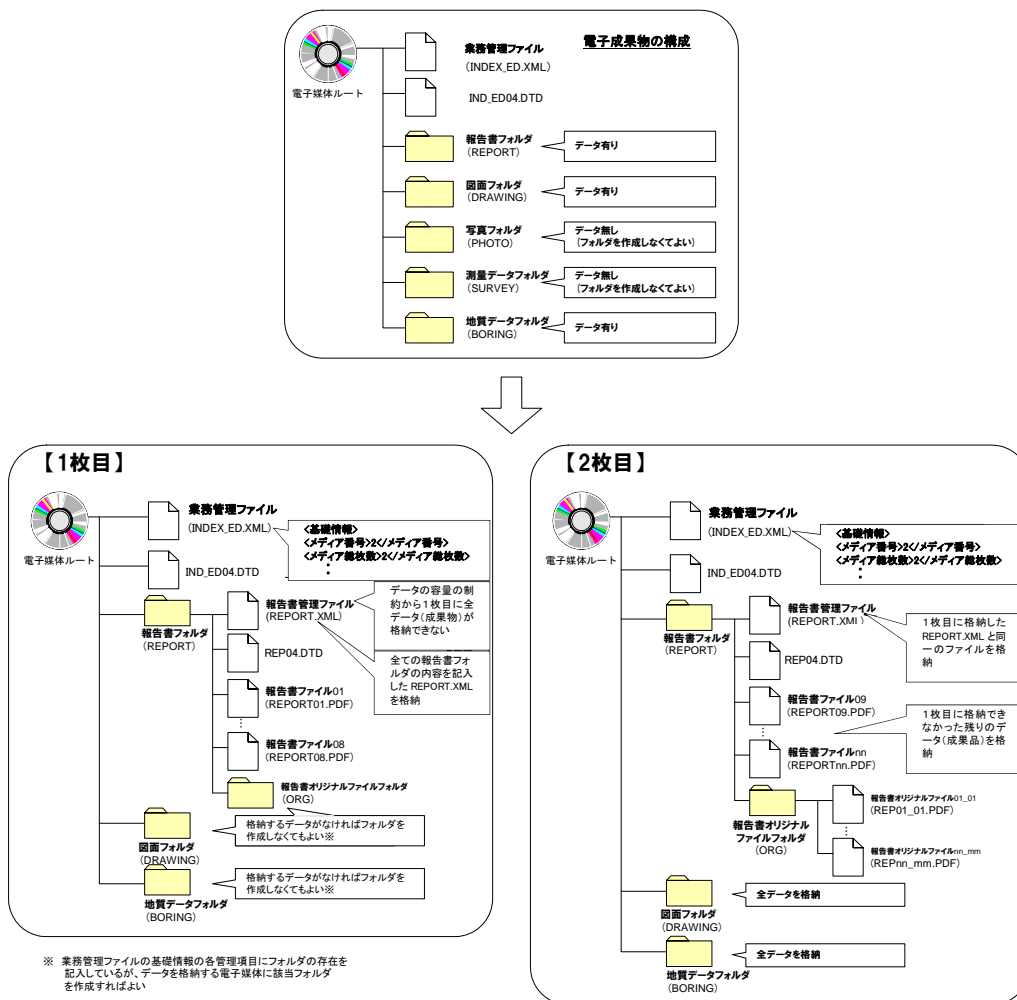 電子成果物の構成
業務管理ファイル
(INDEX_ED.XML)
電子媒体ルート
IND_ED04.DTD
報告書フォルダ
(REPORT)
データ有り
図面フォルダ
(DRAWING)
データ有り
写真フォルダ
(PHOTO)
データ無し
(フォルダを作成しなくてよい)
測量データフォルダ
(SURVEY)
データ無し
(フォルダを作成しなくてよい)
地質データフォルダ
(BORING)
データ有り
【1枚目】
業務管理ファイル
(INDEX_ED.XML)
電子媒体ルート
<基礎情報>
<メディア番号>2</メディア番号>
<メディア総枚数>2</メディア総枚数>
:
IND_ED04.DTD
報告書フォルダ
(REPORT)
報告書管理ファイル
(REPORT.XML)
データの容量の制
約から1枚目に全
データ(成果物)が
格納できない
REP04.DTD
全ての報告書フォ
ルダの内容を記入
した REPORT.XML
を格納
報告書ファイル01
(REPORT01.PDF)
報告書ファイル08
(REPORT08.PDF)
報告書オリジナルファイルフォルダ
(ORG)
図面フォルダ
(DRAWING)
格納するデータがなければフォルダを
作成しなくてもよい※
地質データフォルダ
(BORING)
格納するデータがなければフォルダを
作成しなくてもよい※
※ 業務管理ファイルの基礎情報の各管理項目にフォルダの存在を
記入しているが、データを格納する電子媒体に該当フォルダ
を作成すればよい
【2枚目】
業務管理ファイル
(INDEX_ED.XML)
電子媒体ルート
<基礎情報>
<メディア番号>2</メディア番号>
<メディア総枚数>2</メディア総枚数>
:
IND_ED04.DTD
報告書フォルダ
(REPORT)
報告書管理ファイル
(REPORT.XML)
1枚目に格納した
REPORT.XML と同
一のファイルを格
納
REP04.DTD
報告書ファイル09
(REPORT09.PDF)
1枚目に格納でき
なかった残りのデ
ータ(成果品)を格
納
報告書ファイルnn
(REPORTnn.PDF)
報告書オリジナル
ファイルフォルダ
(ORG)
報告書オリジナルファイル01_01
(REP01_01.PDF)
報告書オリジナルファイルnn_mm
(REPnn_mm.PDF)
図面フォルダ
(DRAWING)
全データを格納
地質データフォルダ
(BORING)
全データを格納